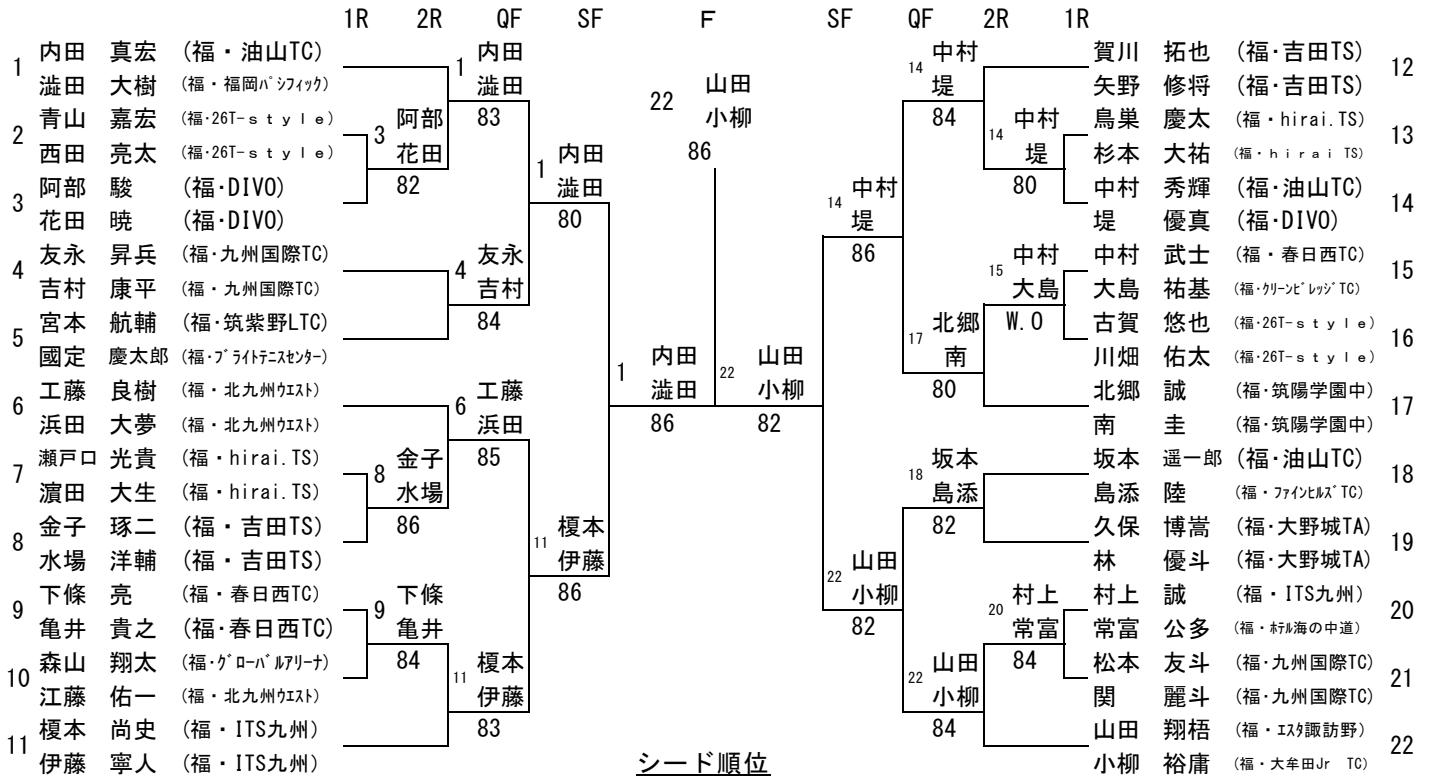 1R 2R QF SF F SF QF 2R 1R
1 内田 真宏 (福・油山TC)
澁田 大樹 (福・福岡パシフィック)
2 青山 嘉宏 (福・26T-style)
西田 亮太 (福・26T-style)
3 阿部 駿 (福・DIVO)
花田 暁 (福・DIVO)
4 友永 昇兵 (福・九州国際TC)
吉村 康平 (福・九州国際TC)
5 宮本 航輔 (福・筑紫野LTC)
國定 慶太郎 (福・ブライトテニスセンター)
6 工藤 良樹 (福・北九州ウエスト)
浜田 大夢 (福・北九州ウエスト)
7 瀬戸口 光貴 (福・hirai.TS)
濵田 大生 (福・hirai.TS)
8 金子 琢二 (福・吉田TS)
水場 洋輔 (福・吉田TS)
9 下條 亮 (福・春日西TC)
亀井 貴之 (福・春日西TC)
10 森山 翔太 (福・グローバルアリーナ)
江藤 佑一 (福・北九州ウエスト)
11 榎本 尚史 (福・ITS九州)
伊藤 寧人 (福・ITS九州)
3 阿部
花田
82
8 金子
水場
86
9 下條
亀井
84
1 内田
澁田
83
4 友永
吉村
84
6 工藤
浜田
85
11 榎本
伊藤
83
1 内田
澁田
80
11 榎本
伊藤
86
1 内田
澁田
86
22 山田
小柳
86
22 山田
小柳
82
14 中村
堤
86
22 山田
小柳
82
14 中村
堤
84
17 北郷
南
80
18 坂本
島添
82
22 山田
小柳
84
14 中村
堤
80
15 中村
大島
W.O
20 村上
常富
84
賀川 拓也 (福・吉田TS) 12
矢野 修将 (福・吉田TS)
鳥巣 慶太 (福・hirai.TS) 13
杉本 大祐 (福・hirai TS)
中村 秀輝 (福・油山TC) 14
堤 優真 (福・DIVO)
中村 武士 (福・春日西TC) 15
大島 祐基 (福・グリーンビレッジTC)
古賀 悠也 (福・26T-style) 16
川畑 佑太 (福・26T-style)
北郷 誠 (福・筑陽学園中) 17
南 圭 (福・筑陽学園中)
坂本 遥一郎 (福・油山TC) 18
島添 陸 (福・ファインヒルズTC)
久保 博嵩 (福・大野城TA) 19
林 優斗 (福・大野城TA)
村上 誠 (福・ITS九州) 20
常富 公多 (福・ホテル海の中道)
松本 友斗 (福・九州国際TC) 21
関 麗斗 (福・九州国際TC)
山田 翔梧 (福・エスタ諏訪野) 22
小柳 裕庸 (福・大牟田Jr TC)
シード順位